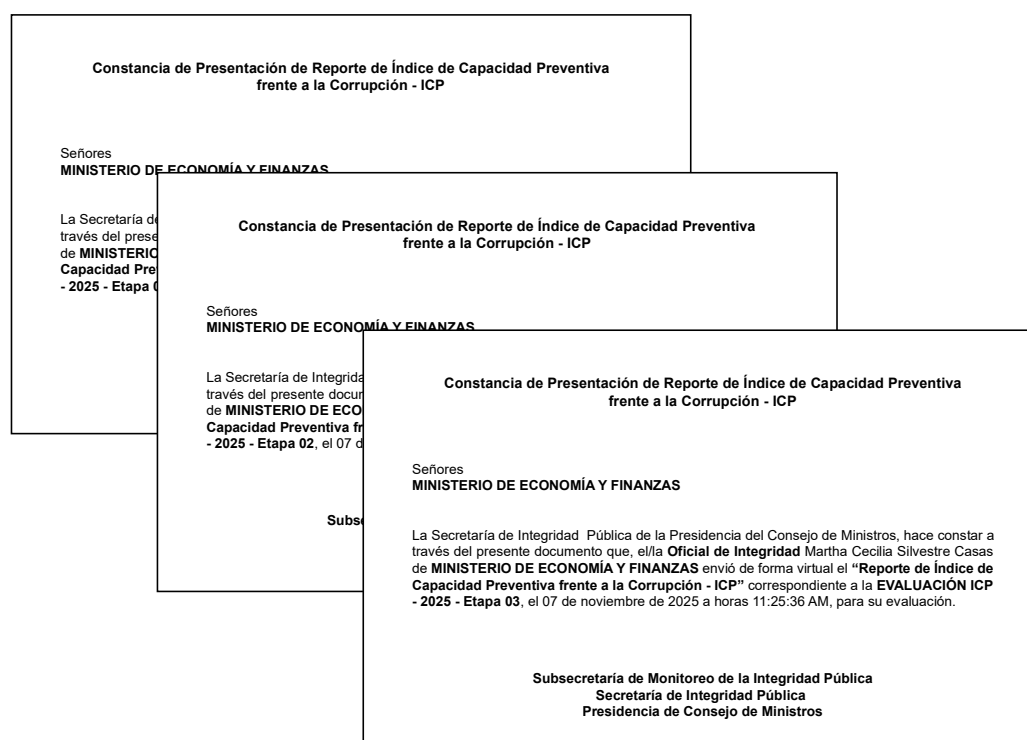 Constancia de Presentación de Reporte de Índice de Capacidad Preventiva
frente a la Corrupción - ICP
Señores
MINISTERIO DE ECONOMÍA Y FINANZAS
La Secretaría de
través del
de MINISTERIO
Capacidad
- 2025 - Etapa
Constancia de Presentación de Reporte de Índice de Capacidad Preventiva
frente a la Corrupción - ICP
Señores
MINISTERIO DE ECONOMÍA Y FINANZAS
La Secretaría de
través del presente
de MINISTERIO DE
Capacidad Preventiva
- 2025 - Etapa 02, el 07
Constancia de Presentación de Reporte de Índice de Capacidad Preventiva
frente a la Corrupción - ICP
Señores
MINISTERIO DE ECONOMÍA Y FINANZAS
La Secretaría de Integridad Pública de la Presidencia del Consejo de Ministros, hace constar a
través del presente documento que, el/la Oficial de Integridad Martha Cecilia Silvestre Casas
de MINISTERIO DE ECONOMÍA Y FINANZAS envió de forma virtual el “Reporte de Índice de
Capacidad Preventiva frente a la Corrupción - ICP” correspondiente a la EVALUACIÓN ICP
- 2025 - Etapa 03, el 07 de noviembre de 2025 a horas 11:25:36 AM, para su evaluación.
Subsecretaría de Monitoreo de la Integridad Pública
Secretaría de Integridad Pública
Presidencia de Consejo de Ministros